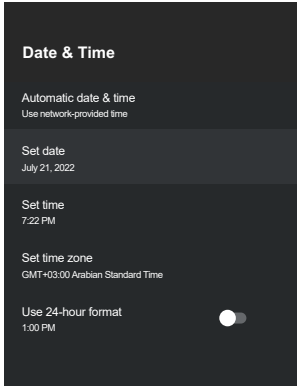 Date & Time
Automatic date & time
Use network-provided time
Set date
July 21, 2022
Set time
7:22 PM
Set time zone
GMT+03:00 Arabian Standard Time
Use 24-hour format
1:00 PM